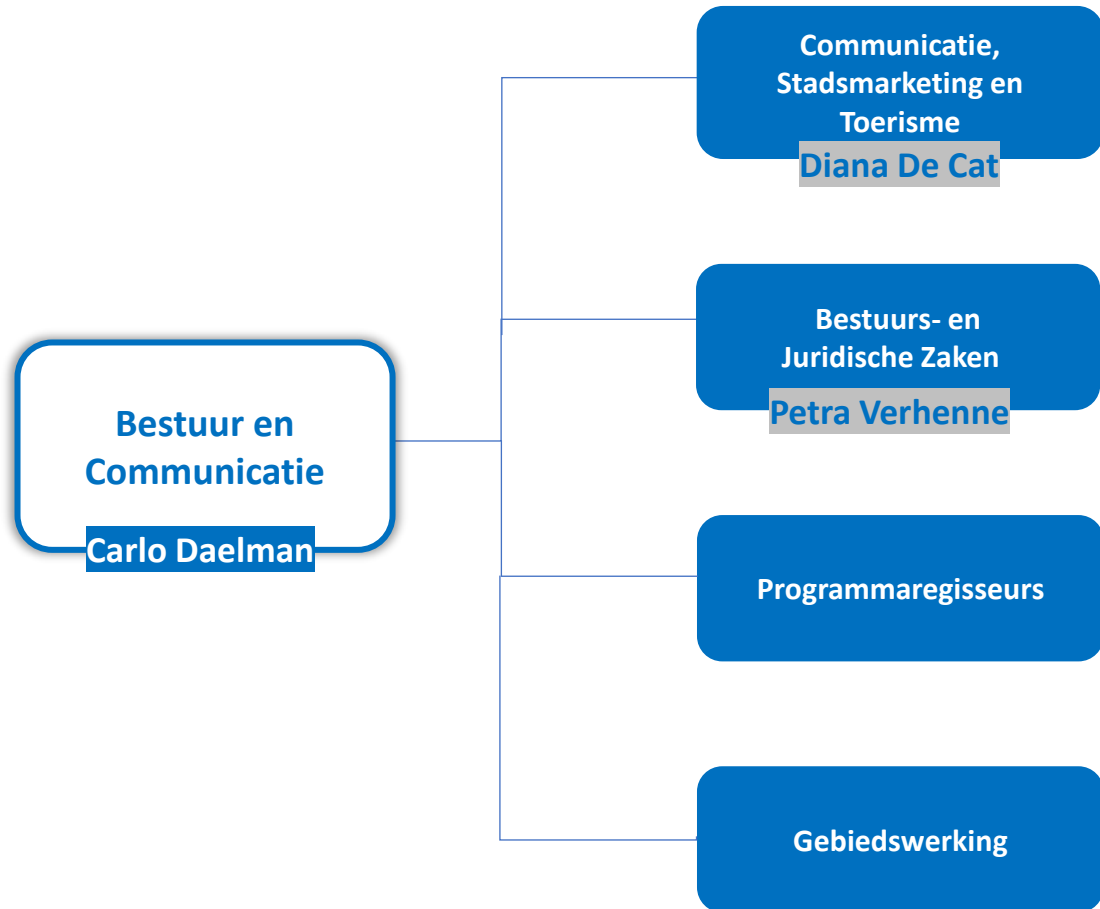 Communicatie,
Stadsmarketing en
Toerisme
Diana De Cat
Bestuurs- en
Juridische Zaken
Petra Verhenne
Bestuur en
Communicatie
Carlo Daelman
Programmaregisseurs
Gebiedswerking